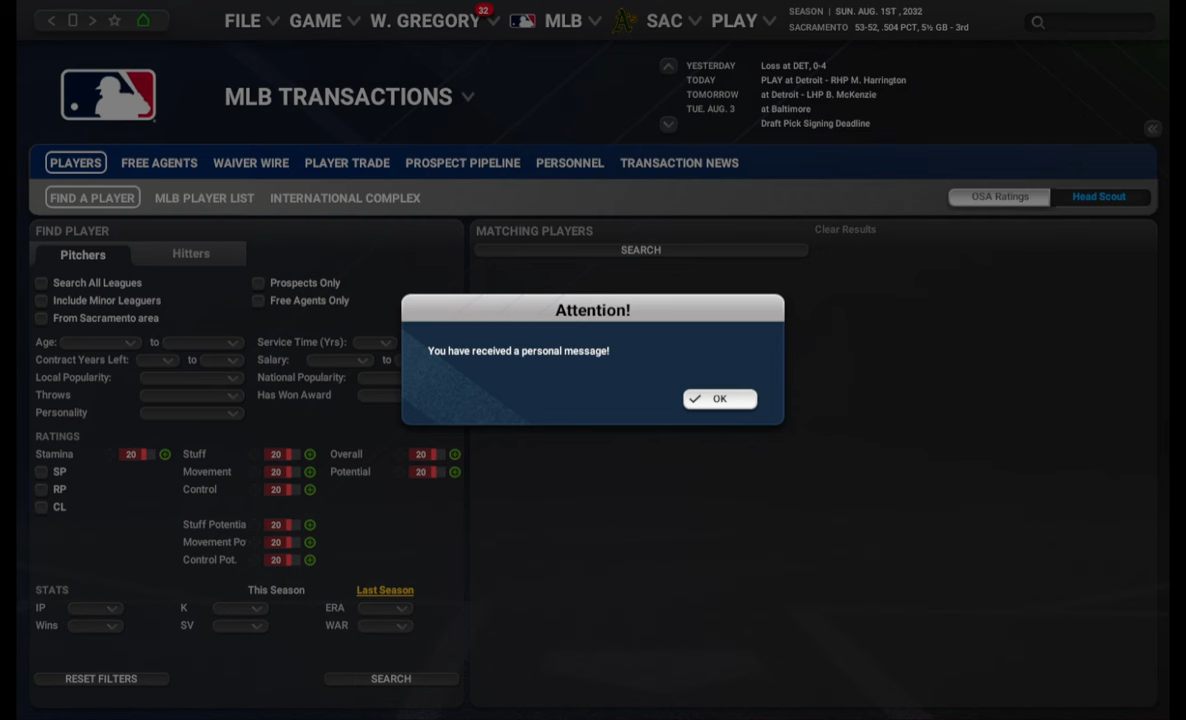 FILE GAME W. GREGORY 32 MLB SAC PLAY
SEASON | SUN. AUG. 1ST , 2032
SACRAMENTO 53-52, .504 PCT, 5½ GB - 3rd
MLB TRANSACTIONS
YESTERDAY Loss at DET, 0-4
TODAY PLAY at Detroit - RHP M. Harrington
TOMORROW at Detroit - LHP B. McKenzie
TUE. AUG. 3 at Baltimore
Draft Pick Signing Deadline
PLAYERS FREE AGENTS WAIVER WIRE PLAYER TRADE PROSPECT PIPELINE PERSONNEL TRANSACTION NEWS
FIND A PLAYER MLB PLAYER LIST INTERNATIONAL COMPLEX OSA Ratings Head Scout
FIND PLAYER
Pitchers Hitters
Search All Leagues Prospects Only
Include Minor Leaguers Free Agents Only
From Sacramento area
Age: to Service Time (Yrs):
Contract Years Left: to Salary: to
Local Popularity: National Popularity:
Throws Has Won Award
Personality
RATINGS
Stamina 20 Stuff 20 Overall 20
SP Movement 20 Potential 20
RP Control 20
CL
Stuff Potentia 20
Movement Po 20
Control Pot. 20
STATS This Season Last Season
IP K ERA
Wins SV WAR
RESET FILTERS SEARCH
MATCHING PLAYERS Clear Results
SEARCH
Attention!
You have received a personal message!
OK